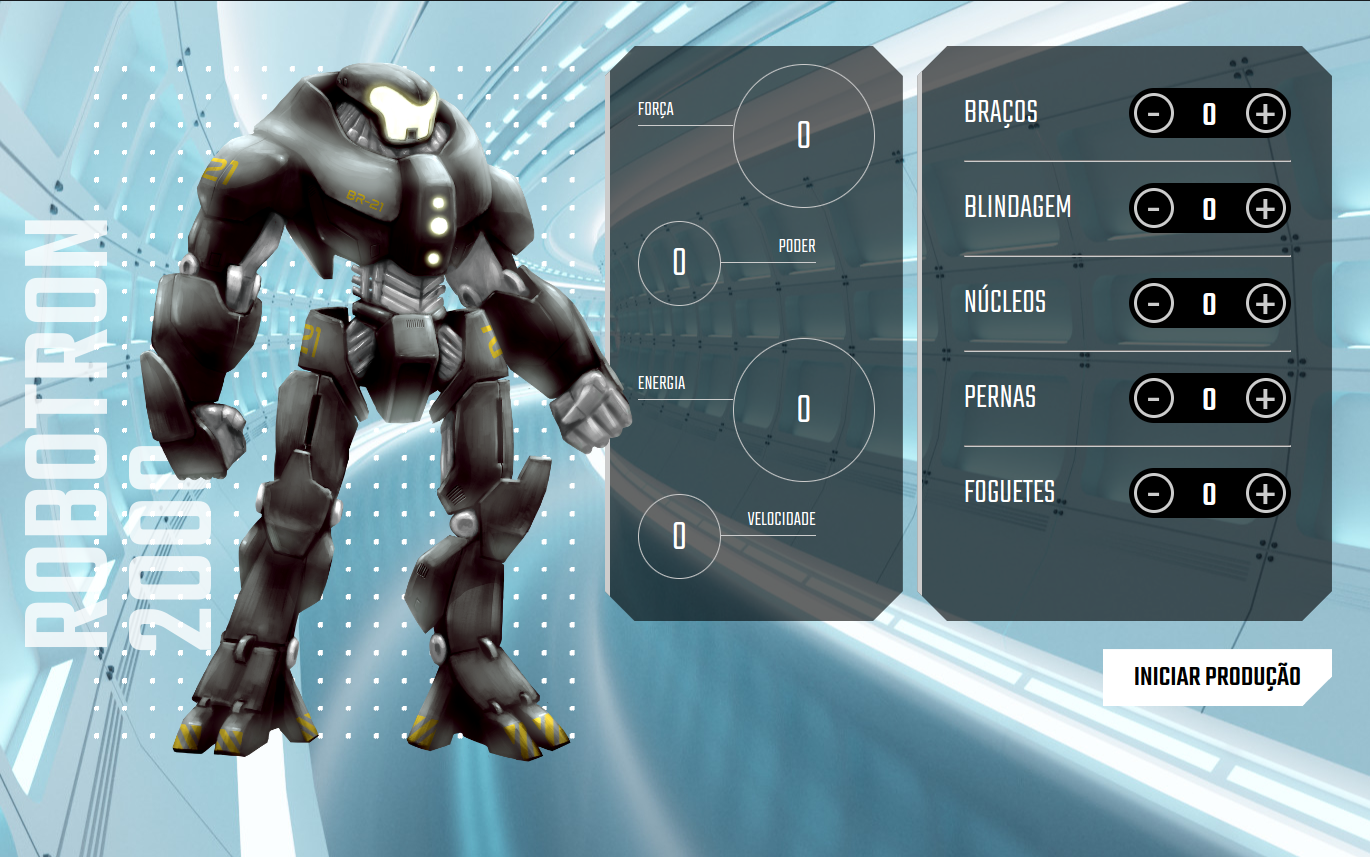 ROBOTRON
2000
21
BR-21
21
FORÇA
0
0
PODER
ENERGIA
0
0
VELOCIDADE
BRAÇOS
- 0 +
BLINDAGEM
- 0 +
NÚCLEOS
- 0 +
PERNAS
- 0 +
FOGUETES
- 0 +
INICIAR PRODUÇÃO